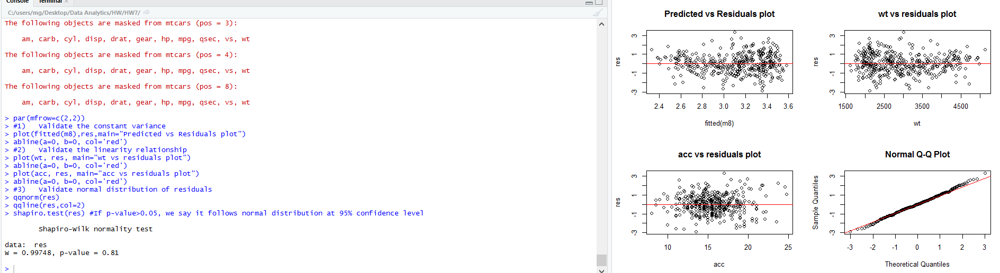 Console Terminal ×
C:/users/mg/Desktop/Data Analytics/HW/HW7/
The following objects are masked from mtcars (pos = 3):
am, carb, cyl, disp, drat, gear, hp, mpg, qsec, vs, wt
The following objects are masked from mtcars (pos = 4):
am, carb, cyl, disp, drat, gear, hp, mpg, qsec, vs, wt
The following objects are masked from mtcars (pos = 8):
am, carb, cyl, disp, drat, gear, hp, mpg, qsec, vs, wt
> par(mfrow=c(2,2))
> #1) Validate the constant variance
> plot(fitted(m8),res,main="Predicted vs Residuals plot")
> abline(a=0, b=0, col='red')
> #2) Validate the linearity relationship
> plot(wt, res, main="wt vs residuals plot")
> abline(a=0, b=0, col='red')
> plot(acc, res, main="acc vs residuals plot")
> abline(a=0, b=0, col='red')
> #3) Validate normal distribution of residuals
> qqnorm(res)
> qqline(res,col=2)
> shapiro.test(res) #If p-value>0.05, we say it follows normal distribution at 95% confidence level
Shapiro-Wilk normality test
data: res
W = 0.99748, p-value = 0.81
>
Predicted vs Residuals plot
res
3
1
-1
-3
2.4 2.6 2.8 3.0 3.2 3.4 3.6
fitted(m8)
wt vs residuals plot
res
3
1
-1
-3
1500 2500 3500 4500
wt
acc vs residuals plot
res
3
1
-1
-3
10 15 20 25
acc
Normal Q-Q Plot
Sample Quantiles
3
1
-1
-3
-3 -2 -1 0 1 2 3
Theoretical Quantiles